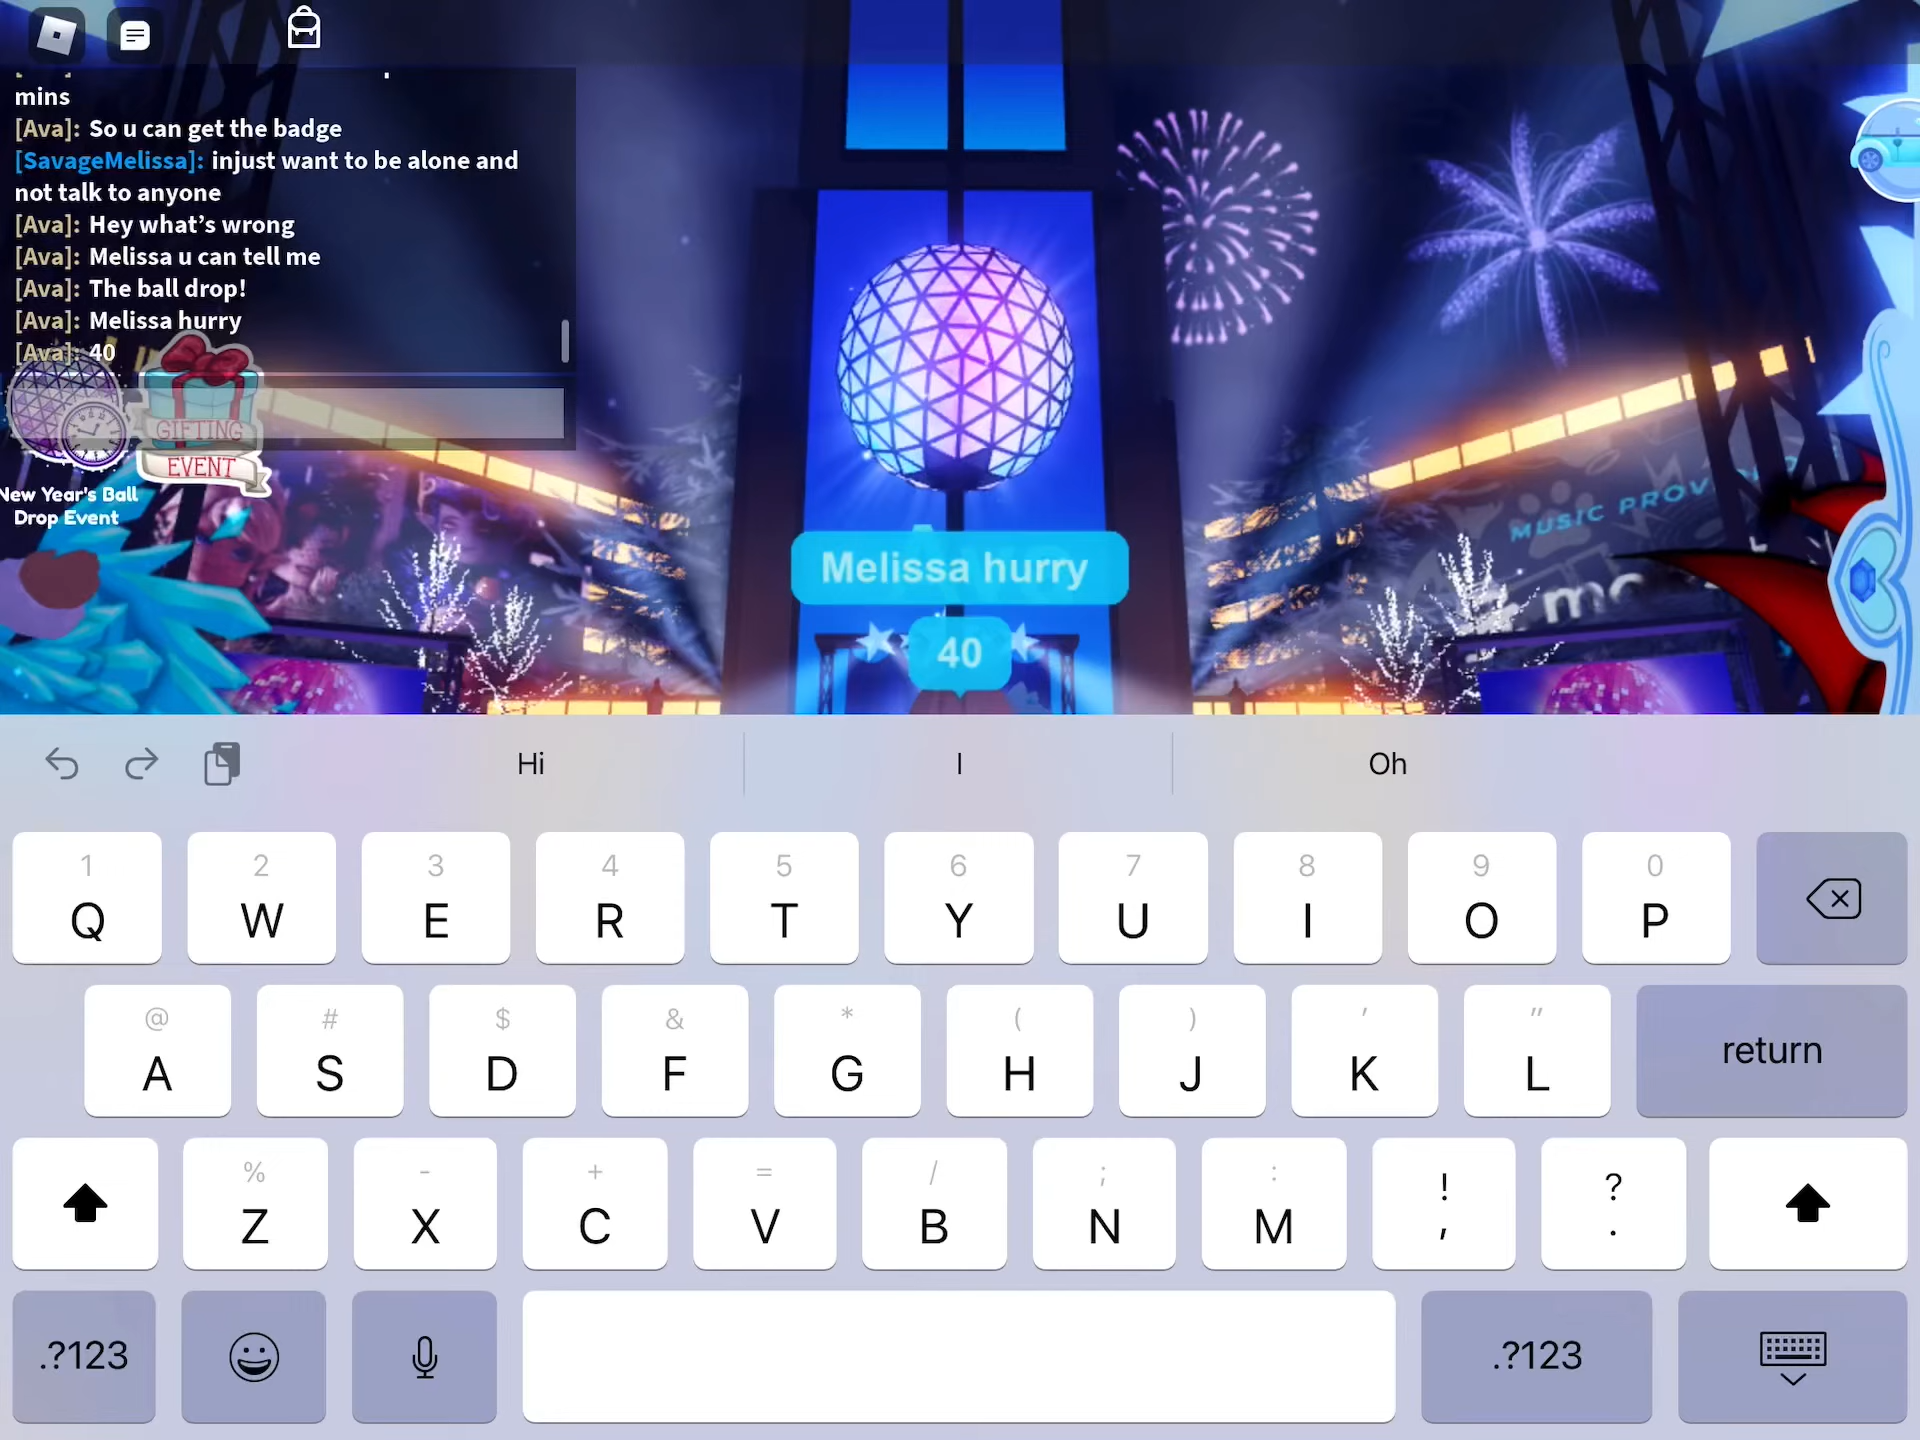 mins
[Ava]: So u can get the badge
[SavageMelissa]: injust want to be alone and
not talk to anyone
[Ava]: Hey what’s wrong
[Ava]: Melissa u can tell me
[Ava]: The ball drop!
[Ava]: Melissa hurry
[Ava]: 40
GIFTING
EVENT
New Year's Ball
Drop Event
MUSIC
Melissa hurry
40
Hi I Oh
1 2 3 4 5 6 7 8 9 0
Q W E R T Y U I O P
@ # $ & * ( ) ' "
A S D F G H J K L return
% - + = / ; : ! ?
Z X C V B N M , .
.?123 .?123